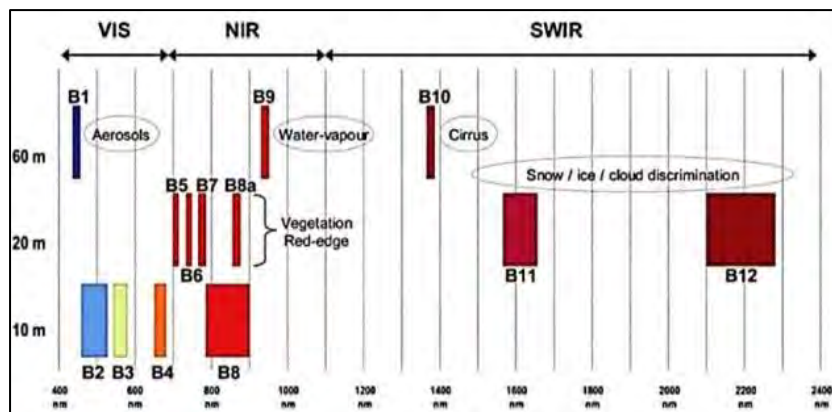 VIS NIR SWIR
B1 B9 B10
Aerosols Water-vapour Cirrus
60 m
Snow / ice / cloud discrimination
B5 B7 B8a
Vegetation
Red-edge
20 m
B6 B11 B12
10 m
B2 B3 B4 B8
400 600 800 1000 1200 1400 1600 1800 2000 2200 2400
nm nm nm nm nm nm nm nm nm nm nm